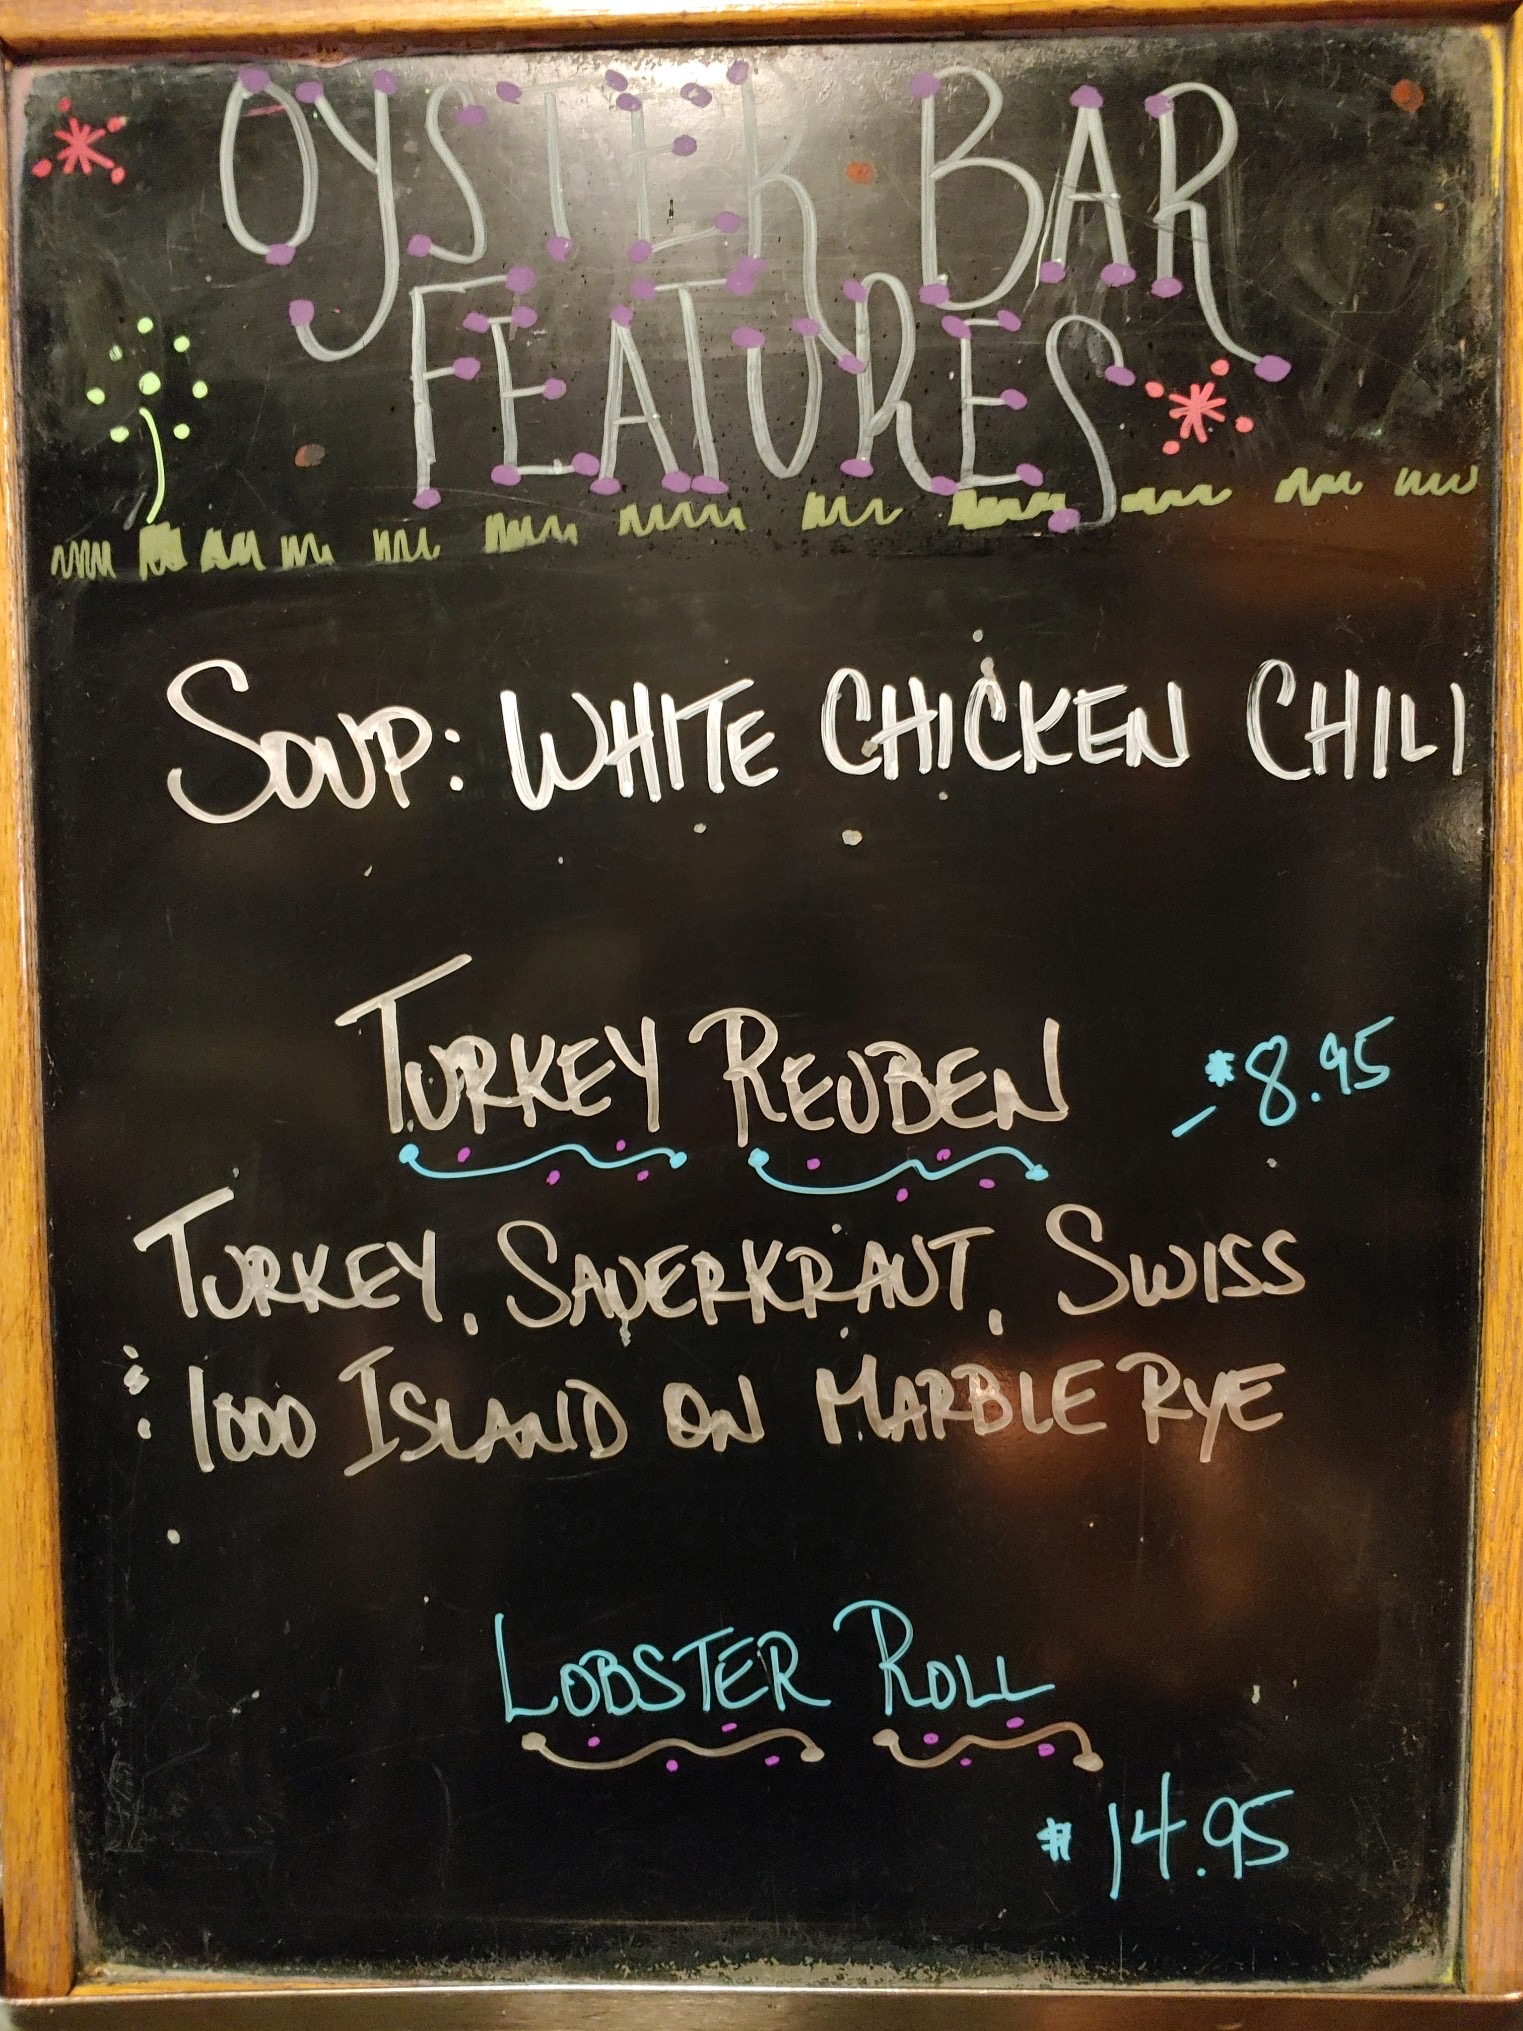 OYSTER BAR
FEATURES
SOUP: WHITE CHICKEN CHILI
TURKEY REUBEN - $8.95
TURKEY, SAUERKRAUT, SWISS
& 1000 ISLAND ON MARBLE RYE
LOBSTER ROLL
$14.95